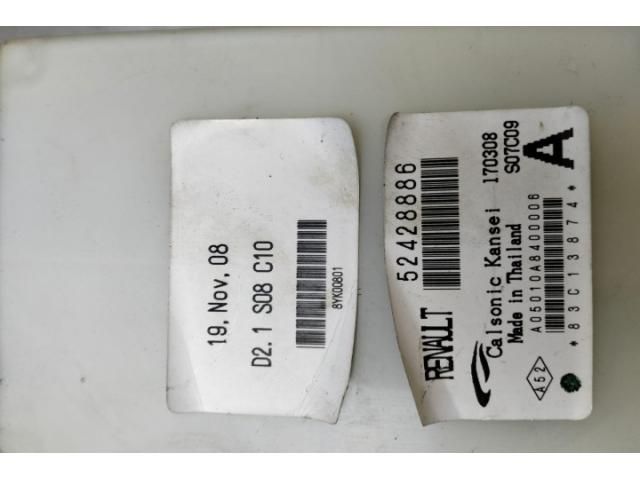 19, Nov, 08
D2. 1 S08 C10
8YK00801
52428886
RENAULT
Calsonic Kansei 170308
Made in Thailand S07C09
A05010A8400006
A52
*83C13874*
A